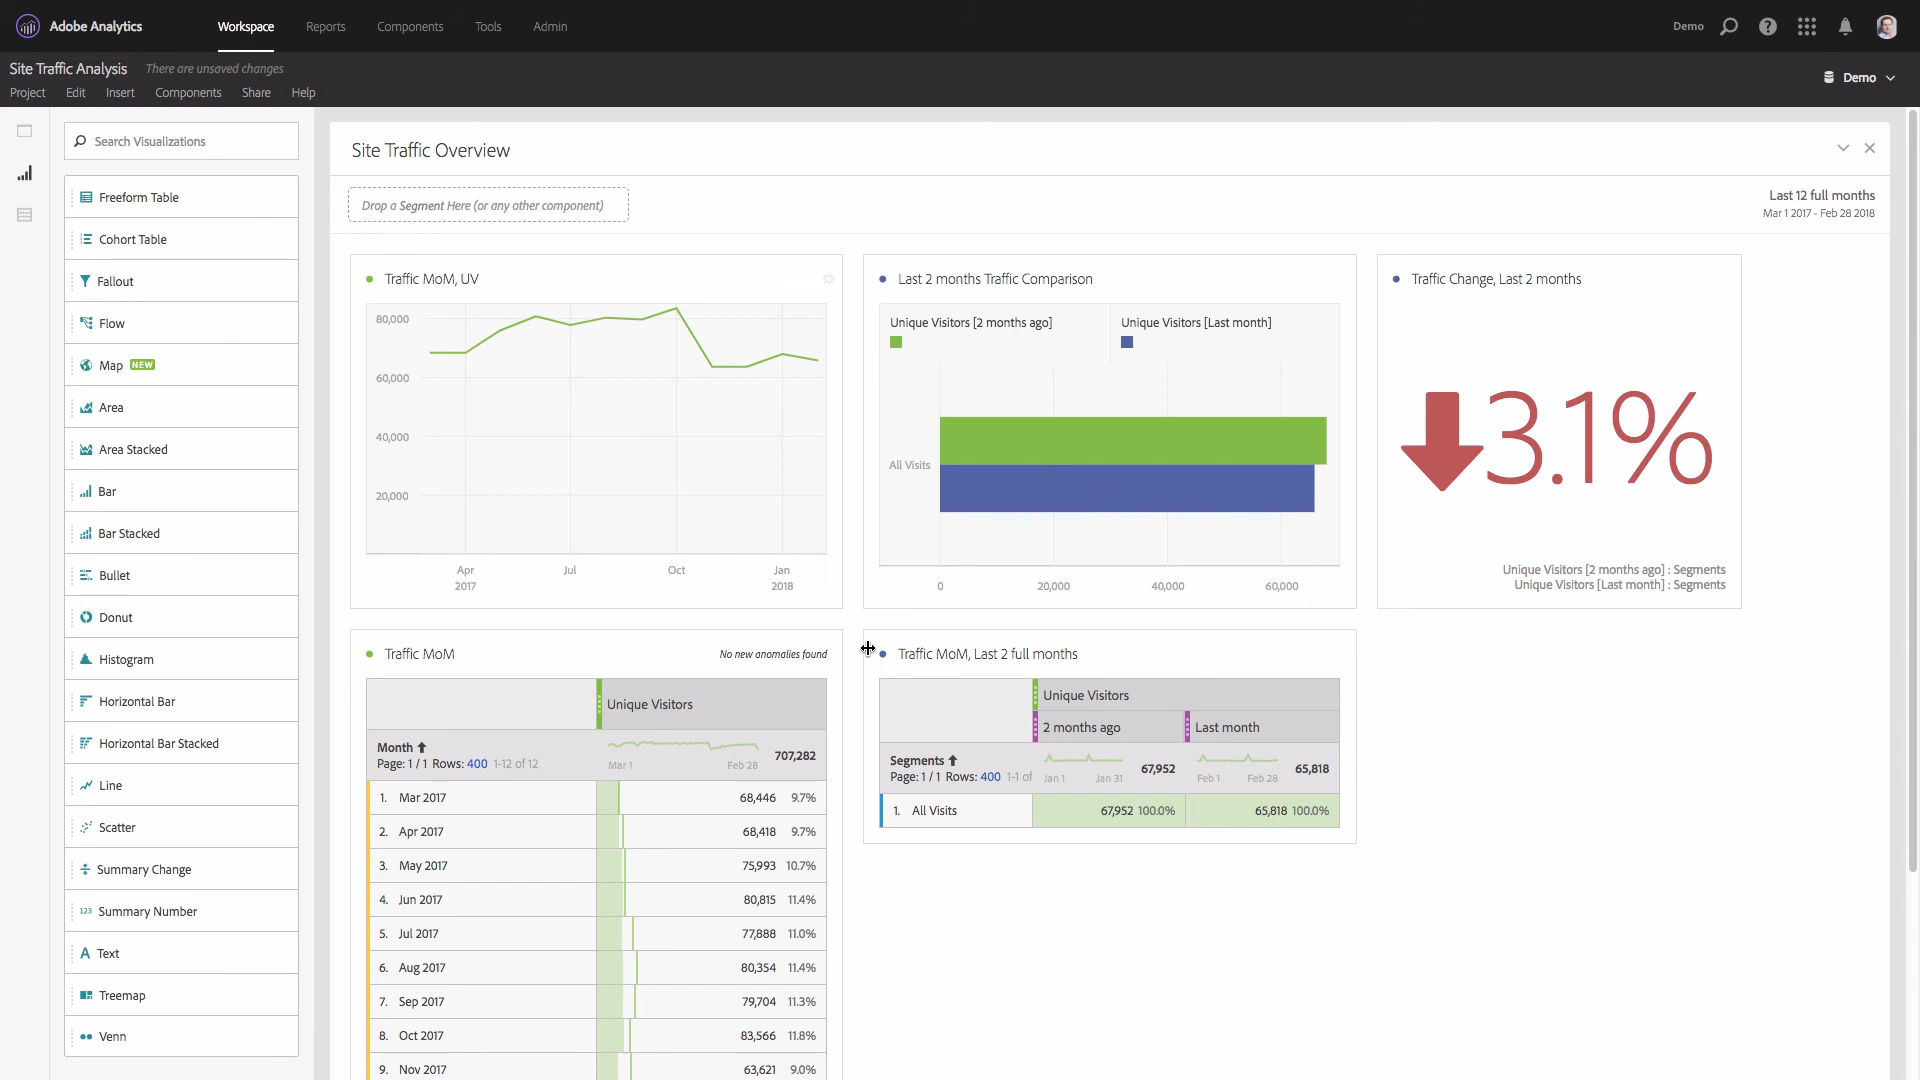 Adobe Analytics
Workspace
Reports
Components
Tools
Admin
Demo
Site Traffic Analysis
There are unsaved changes
Project
Edit
Insert
Components
Share
Help
Demo
Search Visualizations
Freeform Table
Cohort Table
Fallout
Flow
Map NEW
Area
Area Stacked
Bar
Bar Stacked
Bullet
Donut
Histogram
Horizontal Bar
Horizontal Bar Stacked
Line
Scatter
Summary Change
123 Summary Number
A Text
Treemap
Venn
Site Traffic Overview
Drop a Segment Here (or any other component)
Last 12 full months
Mar 1 2017 - Feb 28 2018
Traffic MoM, UV
80,000
60,000
40,000
20,000
Apr
2017
Jul
Oct
Jan
2018
Last 2 months Traffic Comparison
Unique Visitors [2 months ago]
Unique Visitors [Last month]
All Visits
0
20,000
40,000
60,000
Traffic Change, Last 2 months
3.1%
Unique Visitors [2 months ago] : Segments
Unique Visitors [Last month] : Segments
Traffic MoM
No new anomalies found
Unique Visitors
Month
Page: 1 / 1 Rows: 400 1-12 of 12
Mar 1
Feb 28
707,282
1. Mar 2017 68,446 9.7%
2. Apr 2017 68,418 9.7%
3. May 2017 75,993 10.7%
4. Jun 2017 80,815 11.4%
5. Jul 2017 77,888 11.0%
6. Aug 2017 80,354 11.4%
7. Sep 2017 79,704 11.3%
8. Oct 2017 83,566 11.8%
9. Nov 2017 63,621 9.0%
Traffic MoM, Last 2 full months
Unique Visitors
2 months ago
Last month
Segments
Page: 1 / 1 Rows: 400 1-1 of
Jan 1
Jan 31
67,952
Feb 1
Feb 28
65,818
1. All Visits 67,952 100.0% 65,818 100.0%